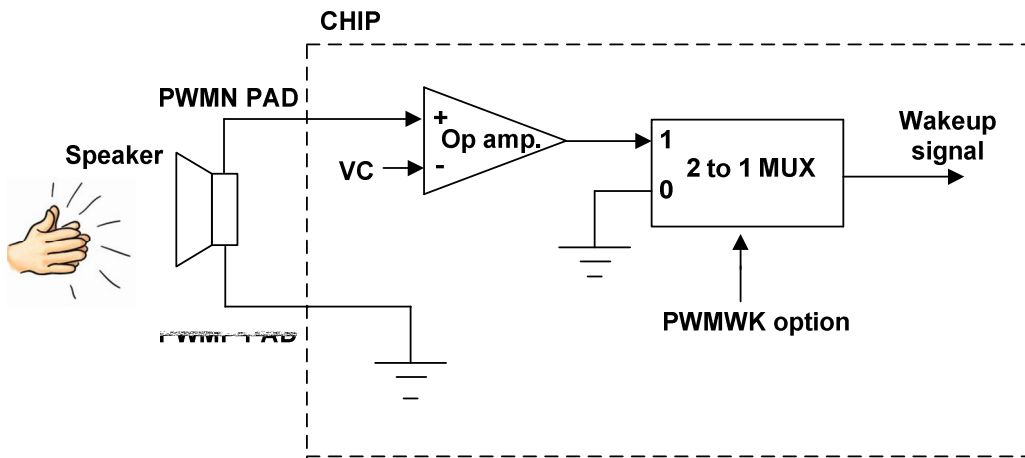 CHIP
PWMN PAD
Speaker
+
Op amp.
VC
-
1
2 to 1 MUX
0
Wakeup
signal
PWMWK option